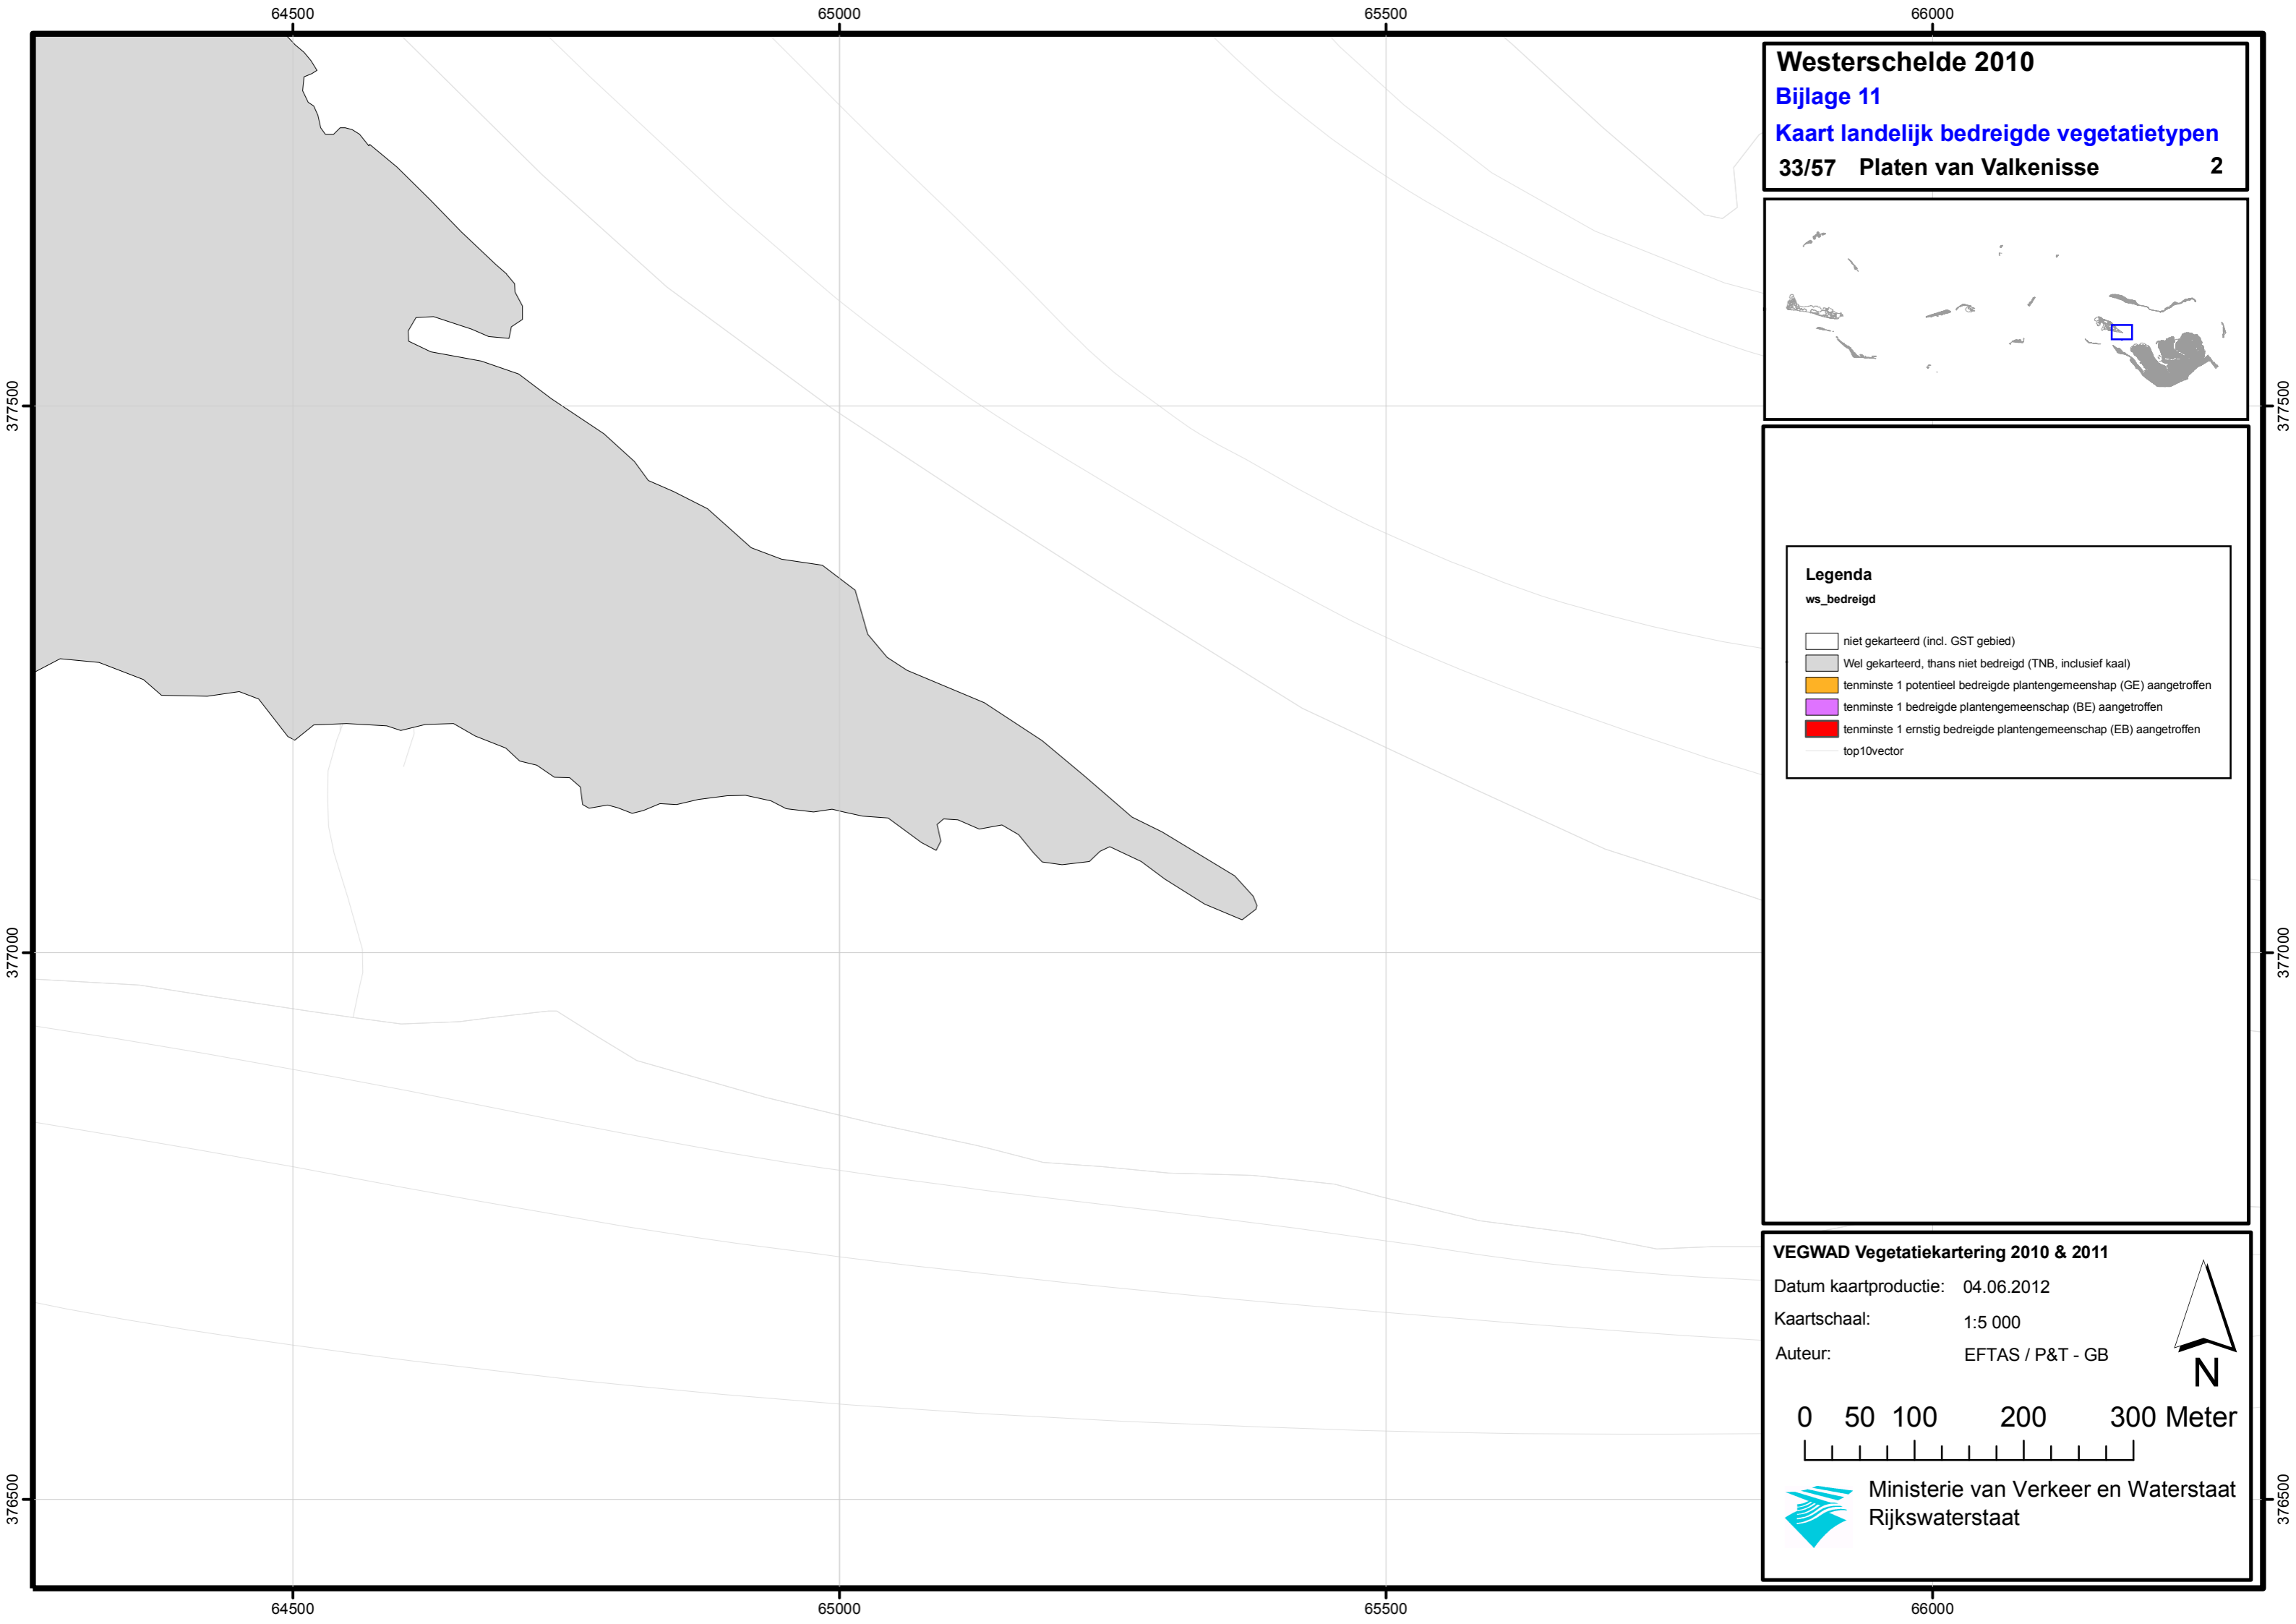 64500 65000 65500 66000
Westerschelde 2010
Bijlage 11
Kaart landelijk bedreigde vegetatietypen
33/57 Platen van Valkenisse 2
377500 377500
Legenda
ws_bedreigd
niet gekarteerd (incl. GST gebied)
Wel gekarteerd, thans niet bedreigd (TNB, inclusief kaal)
tenminste 1 potentieel bedreigde plantengemeenshap (GE) aangetroffen
tenminste 1 bedreigde plantengemeenschap (BE) aangetroffen
tenminste 1 ernstig bedreigde plantengemeenschap (EB) aangetroffen
top10vector
377000 377000
VEGWAD Vegetatiekartering 2010 & 2011
Datum kaartproductie: 04.06.2012
Kaartschaal: 1:5 000
Auteur: EFTAS / P&T - GB
N
0 50 100 200 300 Meter
Ministerie van Verkeer en Waterstaat
Rijkswaterstaat
376500 376500
64500 65000 65500 66000